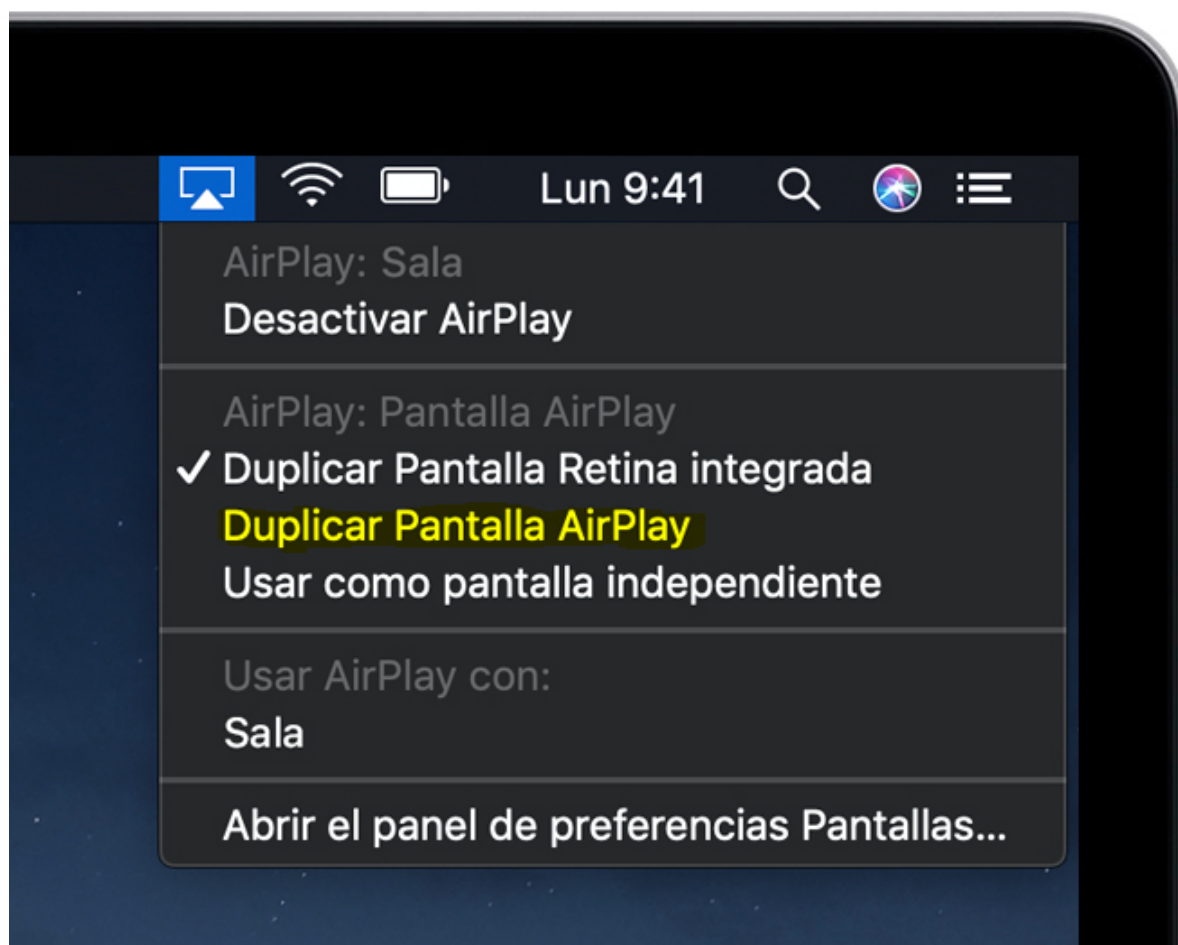 Lun 9:41
AirPlay: Sala
Desactivar AirPlay
AirPlay: Pantalla AirPlay
✓ Duplicar Pantalla Retina integrada
Duplicar Pantalla AirPlay
Usar como pantalla independiente
Usar AirPlay con:
Sala
Abrir el panel de preferencias Pantallas...